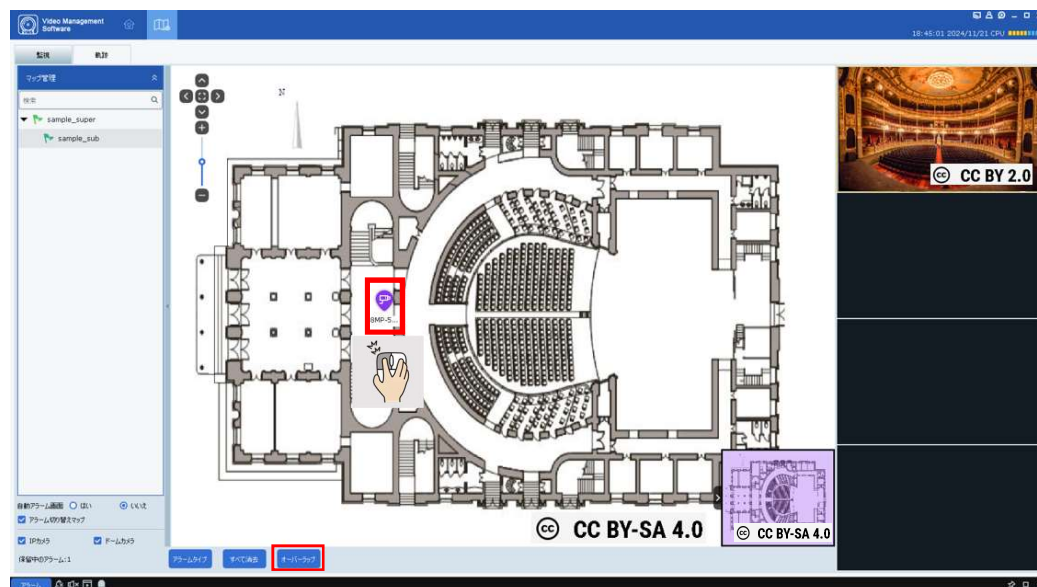 Video Management
Software
18:45:01 2024/11/21 CPU
監視 軌跡
マップ管理
検索
sample_super
sample_sub
N
8MP-S...
CC BY 2.0
CC BY-SA 4.0
CC BY-SA 4.0
自動アラーム画面 はい いいえ
アラーム切り替えマップ
IPカメラ ドームカメラ
保留中のアラーム:1
アラームタイプ すべて消去 オーバーラップ
アラーム